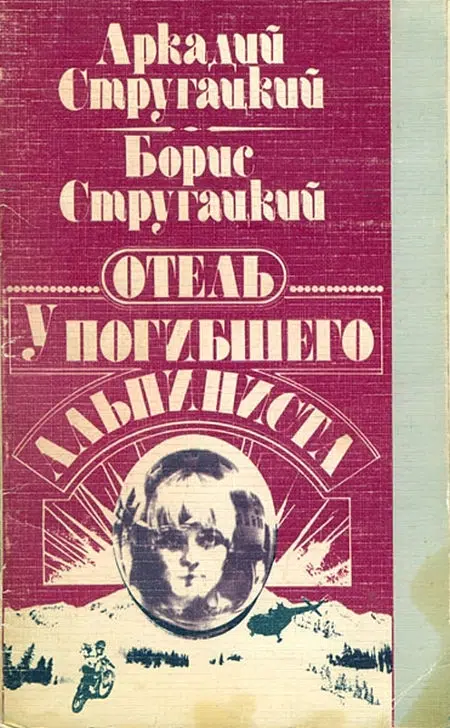 Аркадий
Стругацкий
Борис
Стругацкий
ОТЕЛЬ
У ПОГИБШЕГО
АЛЬПИНИСТА